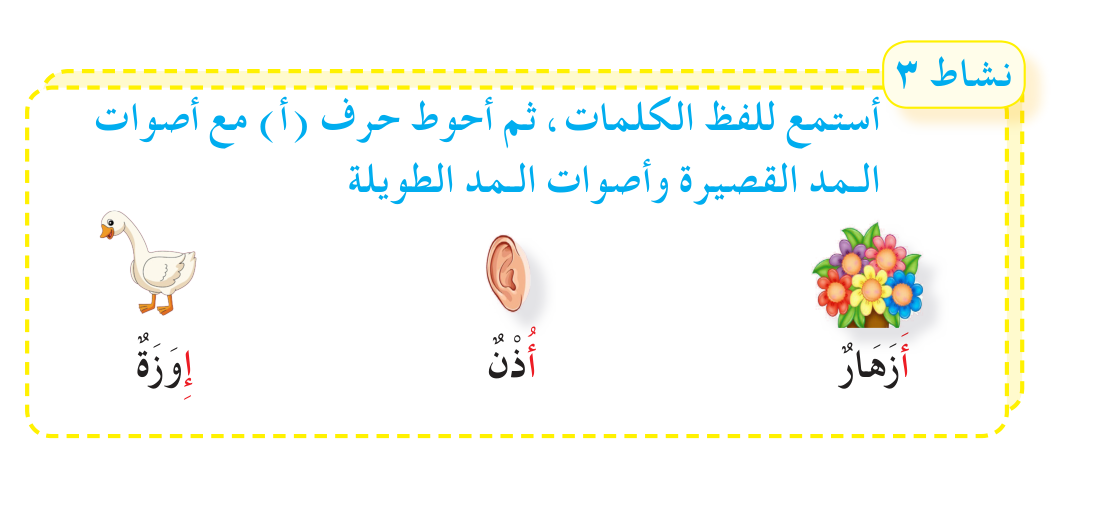 نشاط ٣
أستمع للفظ الكلمات، ثم أحوط حرف (أ) مع أصوات
المد القصيرة وأصوات المد الطويلة
أَزَهَارٌ
أُذْنٌ
إِوَزَةٌ